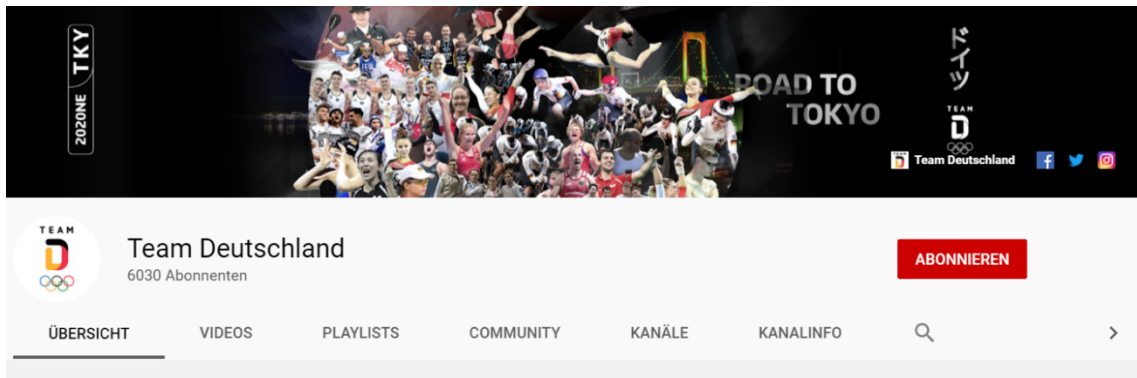 2020NE TKY
ROAD TO
TOKYO
ドイツ
TEAM
D
Team Deutschland
TEAM
D
Team Deutschland
6030 Abonnenten
ABONNIEREN
ÜBERSICHT
VIDEOS
PLAYLISTS
COMMUNITY
KANÄLE
KANALINFO